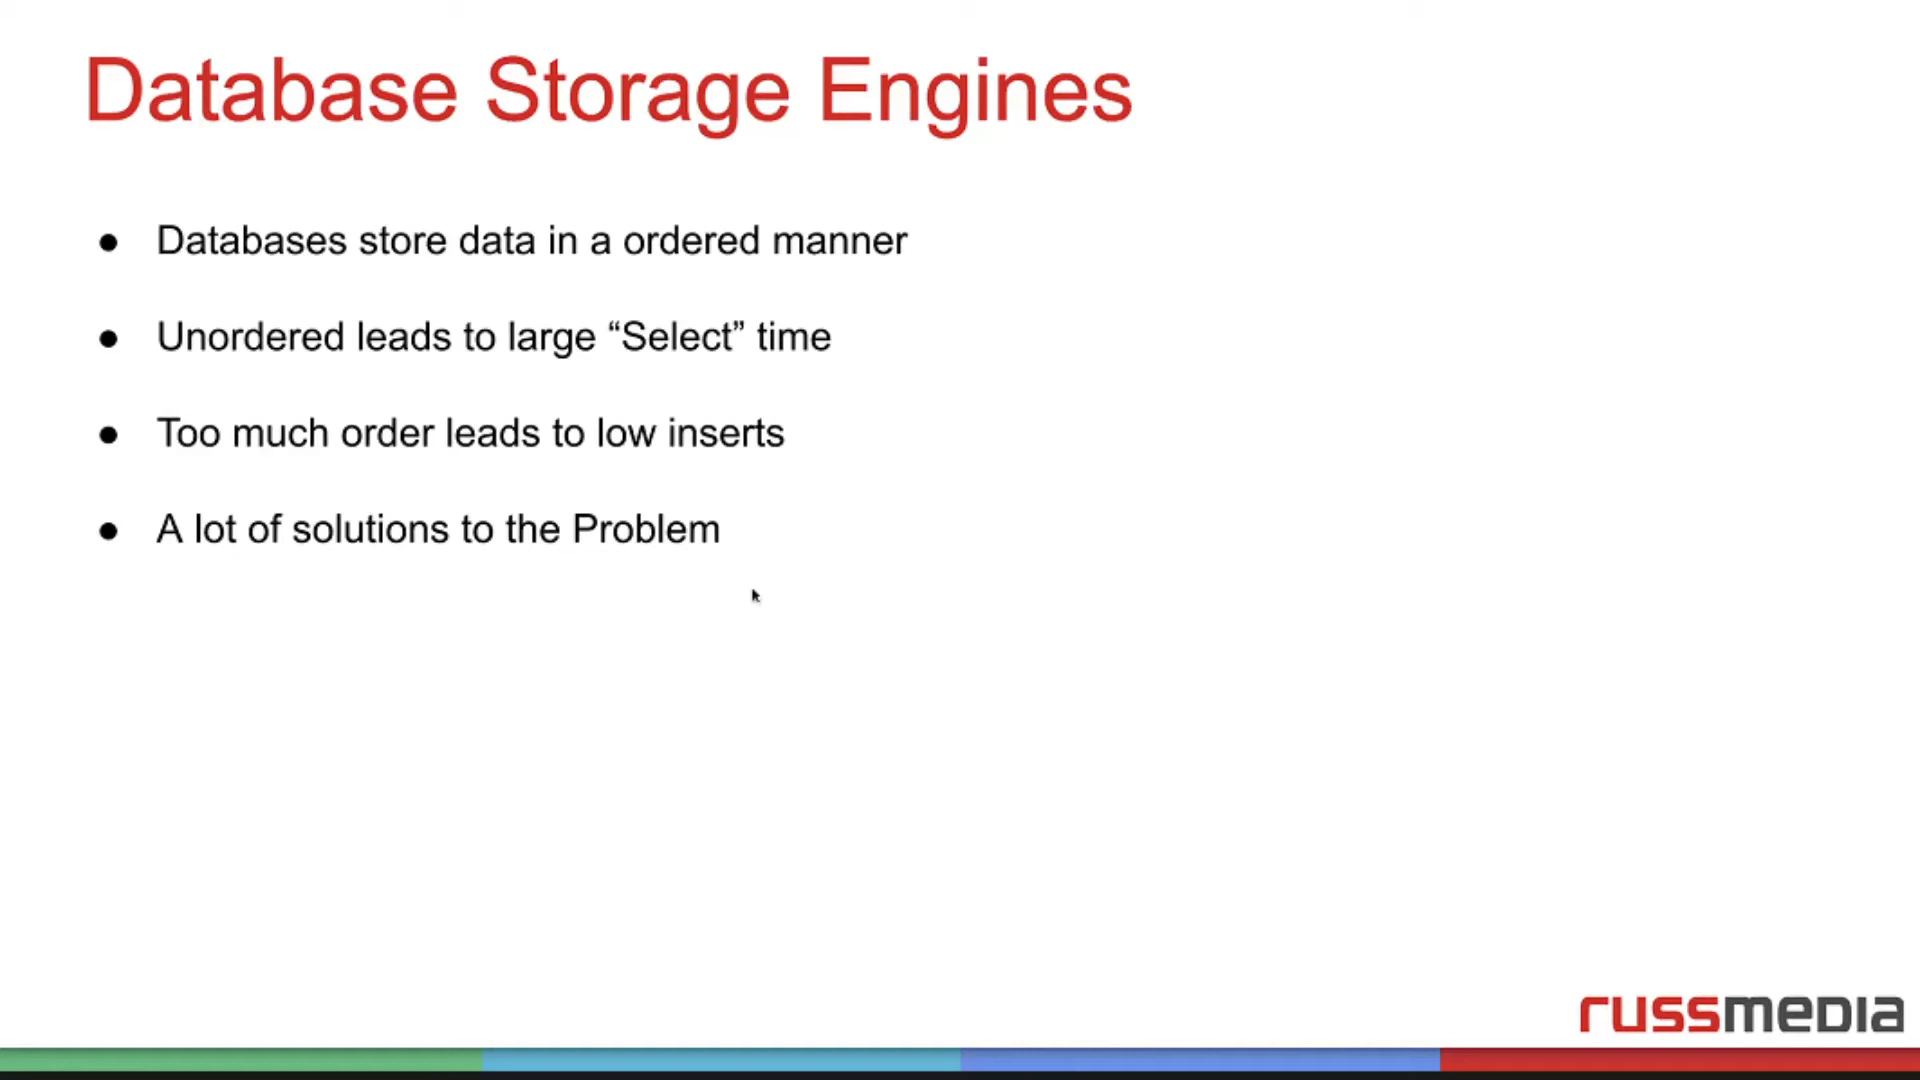 Database Storage Engines
● Databases store data in a ordered manner
● Unordered leads to large “Select” time
● Too much order leads to low inserts
● A lot of solutions to the Problem
russmedia